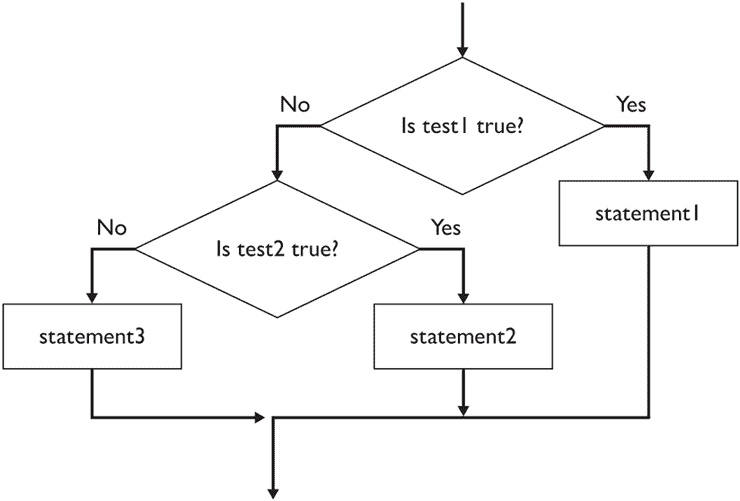 No
Yes
Is test1 true?
No
Yes
statement1
Is test2 true?
statement3
statement2